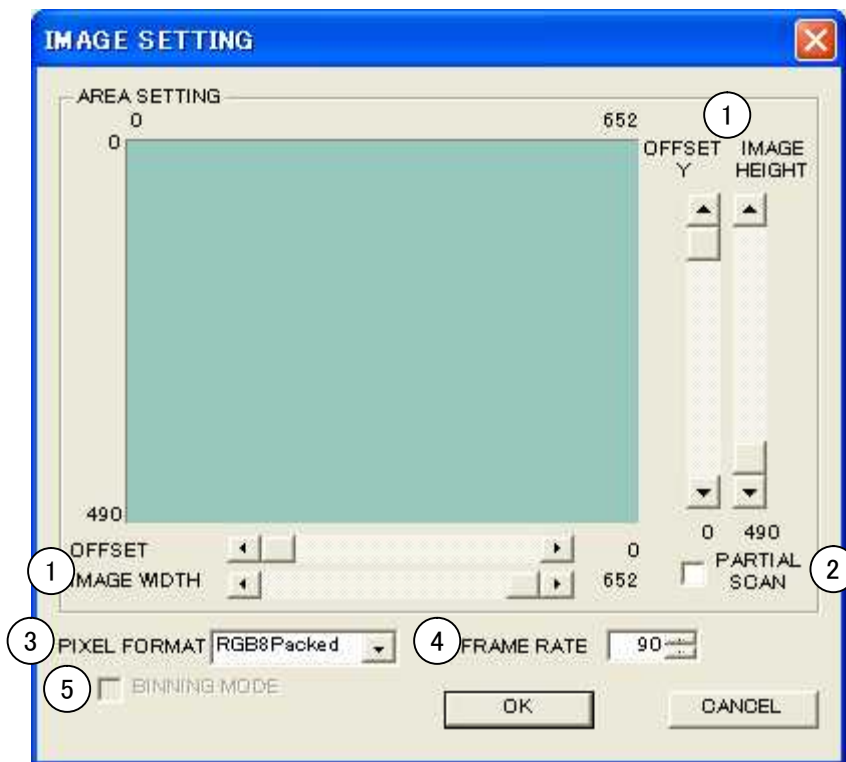 IMAGE SETTING
AREA SETTING
0 652
1
0
OFFSET Y
IMAGE HEIGHT
490
0 490
OFFSET 0
1
IMAGE WIDTH 652
PARTIAL SCAN
2
3
PIXEL FORMAT RGB8Packed
4
FRAME RATE 90
5
BINNING MODE
OK
CANCEL